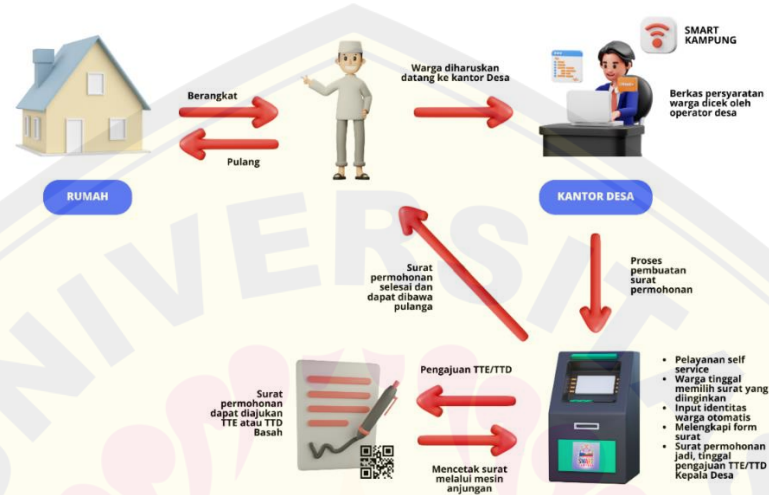 SMART
KAMPUNG
Warga diharuskan
datang ke kantor Desa
Berangkat
Berkas persyaratan
warga dicek oleh
operator desa
Pulang
RUMAH
KANTOR DESA
UNIVERSITA
Surat
permohonan
selesai dan
dapat dibawa
pulanga
Proses
pembuatan
surat
permohonan
• Pelayanan self
service
• Warga tinggal
memilih surat yang
diinginkan
• Input identitas
warga otomatis
• Melengkapi form
surat
• Surat permohonan
jadi, tinggal
pengajuan TTE/TTD
Kepala Desa
Pengajuan TTE/TTD
Surat
permohonan
dapat diajukan
TTE atau TTD
Basah
Mencetak surat
melalui mesin
anjungan